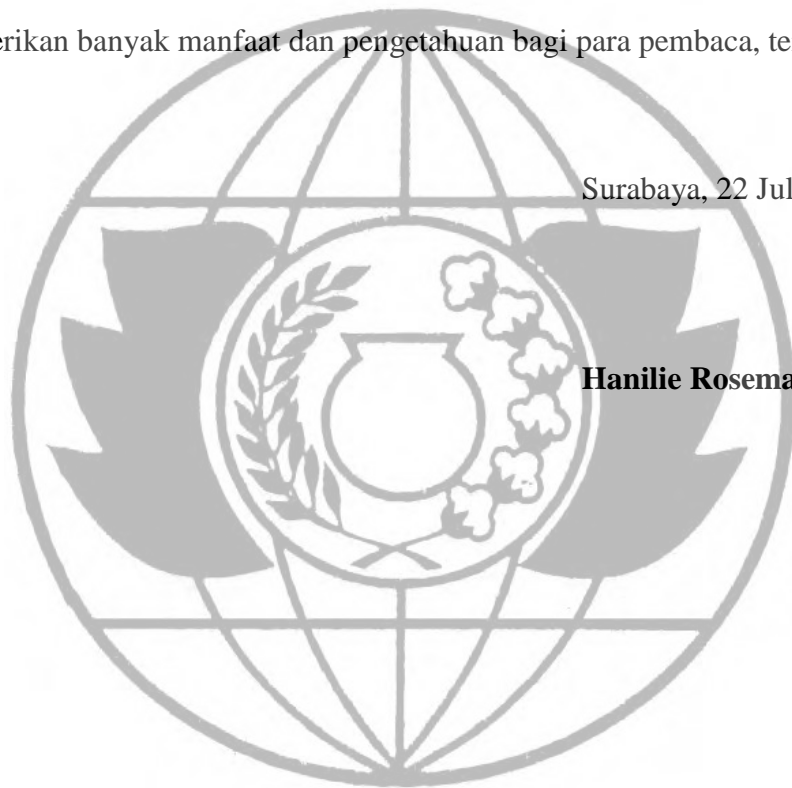 erikan banyak manfaat dan pengetahuan bagi para pembaca, te
Surabaya, 22 Jul
Hanilie Rosema